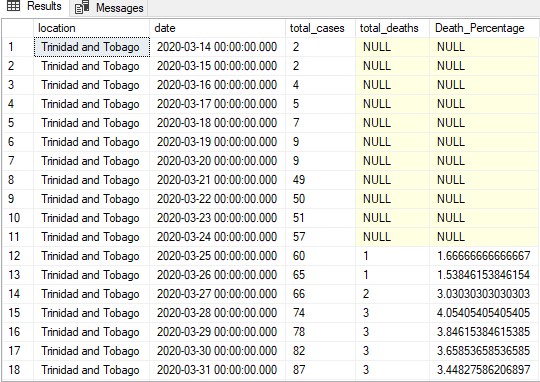 Results Messages
location date total_cases total_deaths Death_Percentage
1 Trinidad and Tobago 2020-03-14 00:00:00.000 2 NULL NULL
2 Trinidad and Tobago 2020-03-15 00:00:00.000 2 NULL NULL
3 Trinidad and Tobago 2020-03-16 00:00:00.000 4 NULL NULL
4 Trinidad and Tobago 2020-03-17 00:00:00.000 5 NULL NULL
5 Trinidad and Tobago 2020-03-18 00:00:00.000 7 NULL NULL
6 Trinidad and Tobago 2020-03-19 00:00:00.000 9 NULL NULL
7 Trinidad and Tobago 2020-03-20 00:00:00.000 9 NULL NULL
8 Trinidad and Tobago 2020-03-21 00:00:00.000 49 NULL NULL
9 Trinidad and Tobago 2020-03-22 00:00:00.000 50 NULL NULL
10 Trinidad and Tobago 2020-03-23 00:00:00.000 51 NULL NULL
11 Trinidad and Tobago 2020-03-24 00:00:00.000 57 NULL NULL
12 Trinidad and Tobago 2020-03-25 00:00:00.000 60 1 1.66666666666667
13 Trinidad and Tobago 2020-03-26 00:00:00.000 65 1 1.53846153846154
14 Trinidad and Tobago 2020-03-27 00:00:00.000 66 2 3.03030303030303
15 Trinidad and Tobago 2020-03-28 00:00:00.000 74 3 4.05405405405405
16 Trinidad and Tobago 2020-03-29 00:00:00.000 78 3 3.84615384615385
17 Trinidad and Tobago 2020-03-30 00:00:00.000 82 3 3.65853658536585
18 Trinidad and Tobago 2020-03-31 00:00:00.000 87 3 3.44827586206897